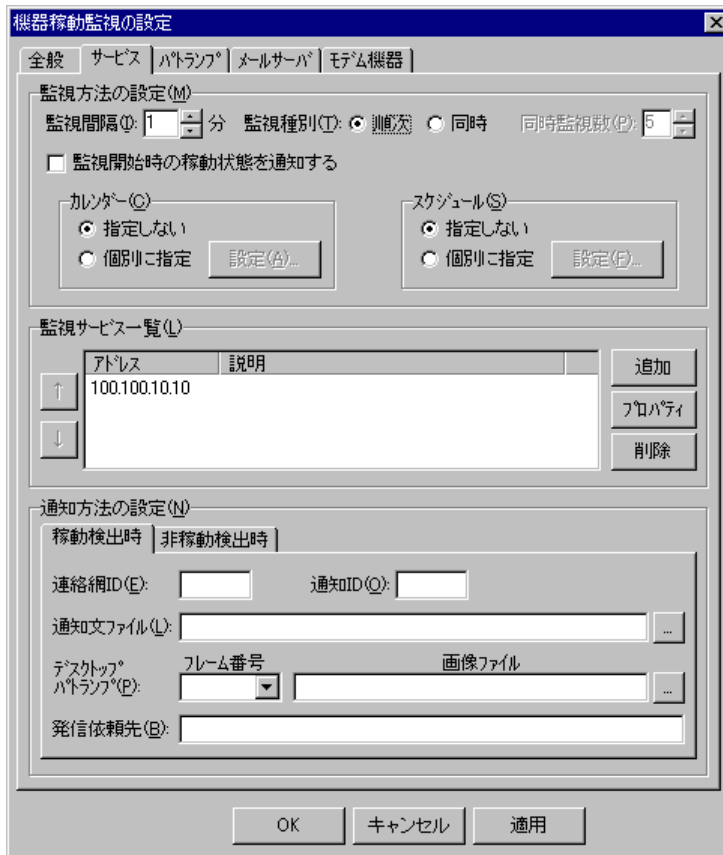 機器稼動監視の設定
全般 サービス パトランプ メールサーバ モデム機器
監視方法の設定(M)
監視間隔(I): 1 分 監視種別(T): 順次 同時 同時監視数(P): 5
監視開始時の稼動状態を通知する
カレンダー(C) スケジュール(S)
指定しない 指定しない
個別に指定 設定(A)... 個別に指定 設定(F)...
監視サービス一覧(L)
アドレス 説明 追加
↑ 100.100.10.10
プロパティ
↓ 削除
通知方法の設定(N)
稼動検出時 非稼動検出時
連絡網ID(E): 通知ID(O):
通知文ファイル(L): ...
フレーム番号 画像ファイル
デスクトップ
パトランプ(P): ...
発信依頼先(B):
OK キャンセル 適用